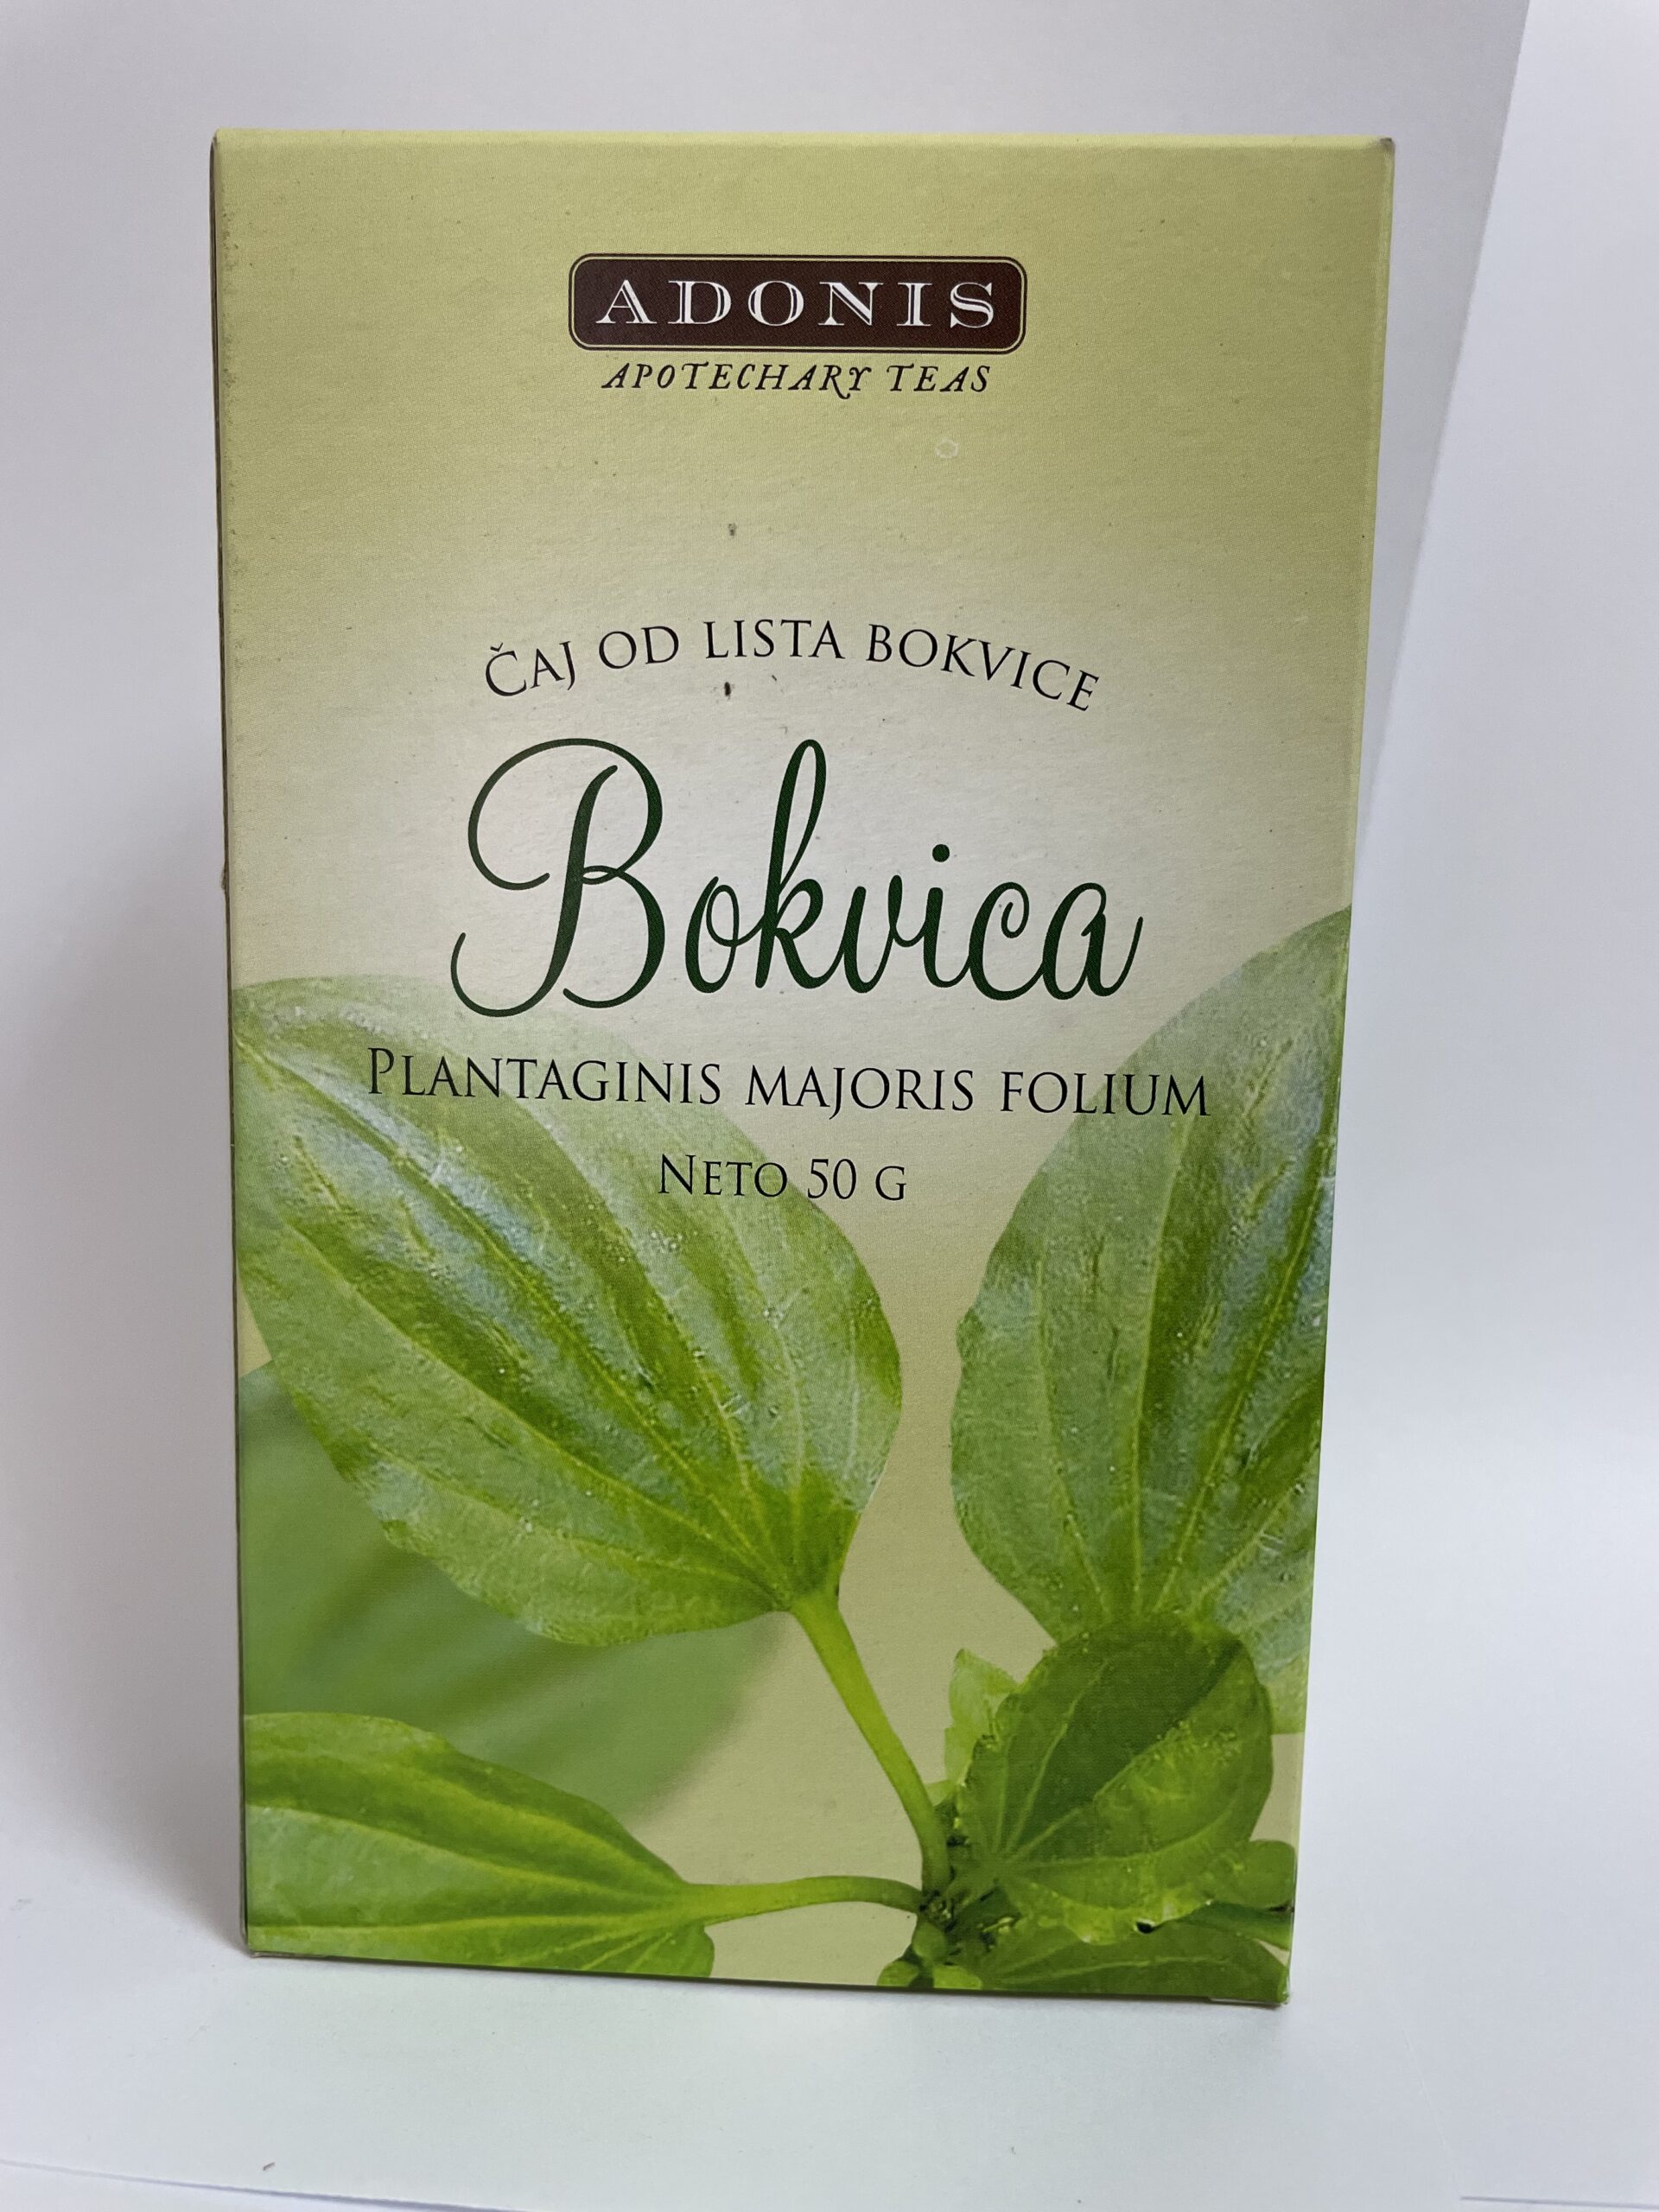 ADONIS
APOTECHARY TEAS
ČAJ OD LISTA BOKVICE
Bokvica
PLANTAGINIS MAJORIS FOLIUM
NETO 50 G